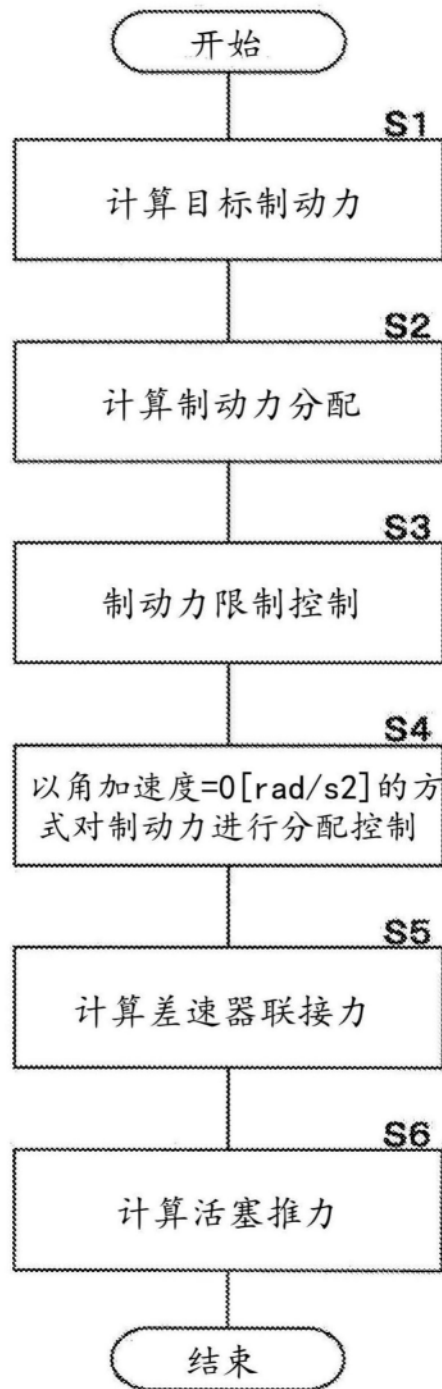 开始
S1
计算目标制动力
S2
计算制动力分配
S3
制动力限制控制
S4
以角加速度=0[rad/s2]的方
式对制动力进行分配控制
S5
计算差速器联接力
S6
计算活塞推力
结束